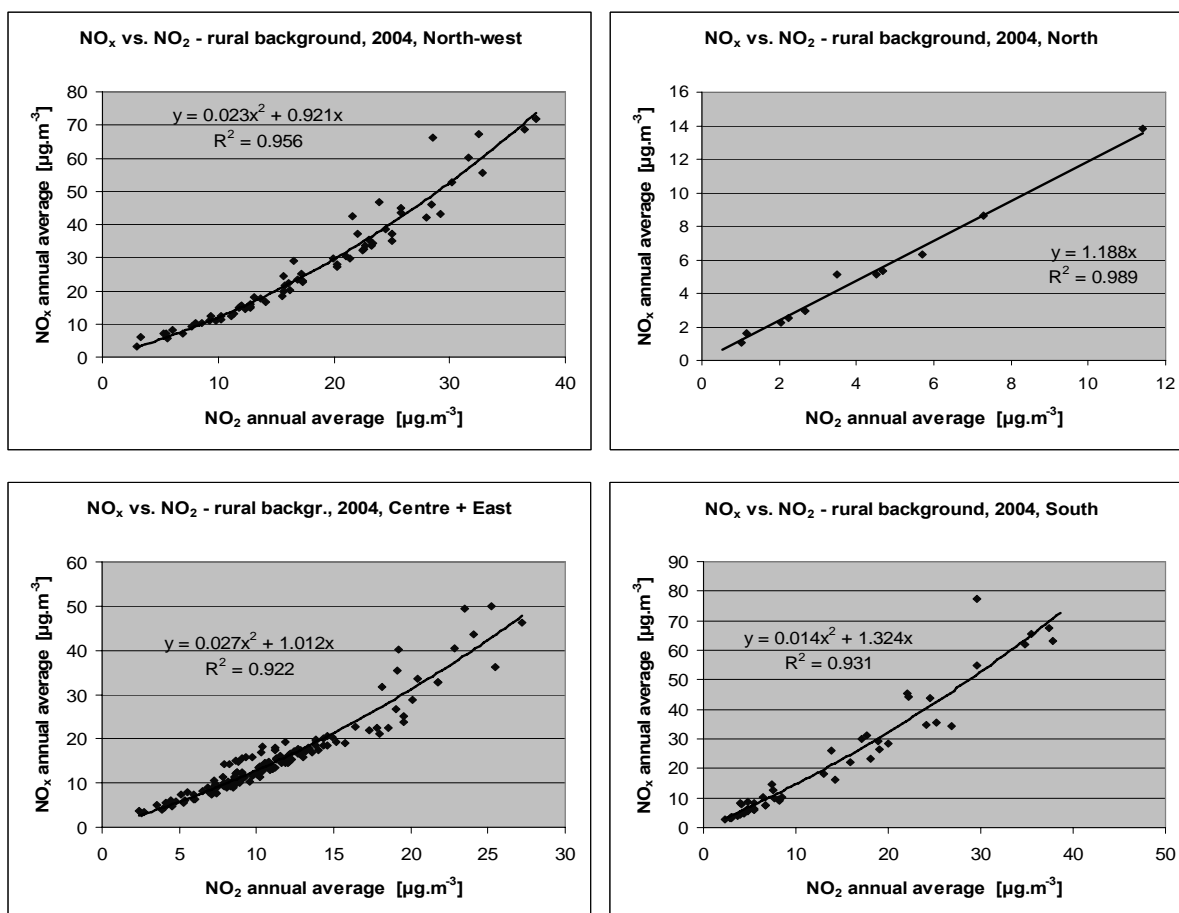 NOx vs. NO2 - rural background, 2004, North-west
NOx annual average [µg.m-3]
80
70
60
50
40
30
20
10
0
y = 0.023x2 + 0.921x
R2 = 0.956
0 10 20 30 40
NO2 annual average [µg.m-3]
NOx vs. NO2 - rural background, 2004, North
NOx annual average [µg.m-3]
16
14
12
10
8
6
4
2
0
y = 1.188x
R2 = 0.989
0 2 4 6 8 10 12
NO2 annual average [µg.m-3]
NOx vs. NO2 - rural backgr., 2004, Centre + East
NOx annual average [µg.m-3]
60
50
40
30
20
10
0
y = 0.027x2 + 1.012x
R2 = 0.922
0 5 10 15 20 25 30
NO2 annual average [µg.m-3]
NOx vs. NO2 - rural background, 2004, South
NOx annual average [µg.m-3]
90
80
70
60
50
40
30
20
10
0
y = 0.014x2 + 1.324x
R2 = 0.931
0 10 20 30 40 50
NO2 annual average [µg.m-3]